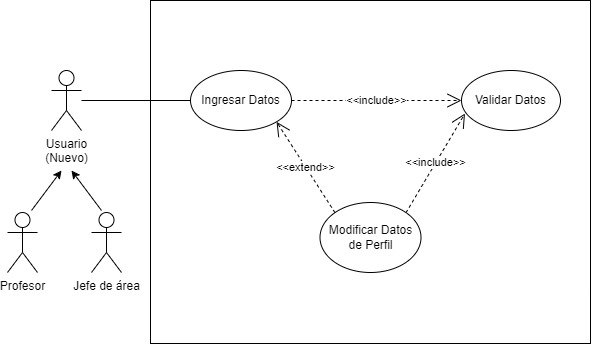 Ingresar Datos
<<include>>
Validar Datos
Usuario
(Nuevo)
<<extend>>
<<include>>
Modificar Datos
de Perfil
Profesor
Jefe de área